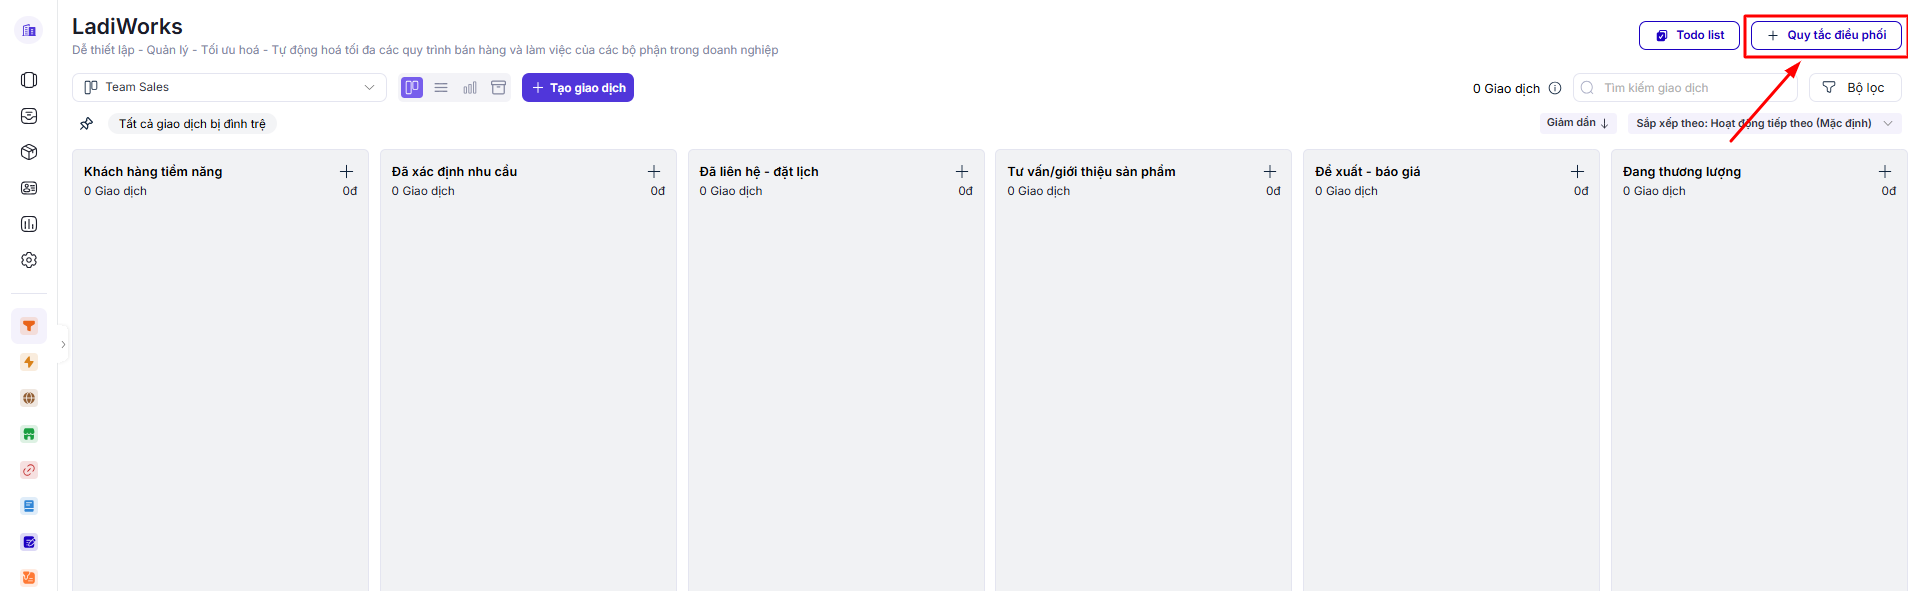 LadiWorks
Dễ thiết lập - Quản lý - Tối ưu hoá - Tự động hoá tối đa các quy trình bán hàng và làm việc của các bộ phận trong doanh nghiệp
Todo list
Quy tắc điều phối
Team Sales
Tạo giao dịch
0 Giao dịch
Tìm kiếm giao dịch
Bộ lọc
Tất cả giao dịch bị đình trệ
Giảm dần
Sắp xếp theo: Hoạt động tiếp theo (Mặc định)
Khách hàng tiềm năng
0 Giao dịch
0đ
Đã xác định nhu cầu
0 Giao dịch
0đ
Đã liên hệ - đặt lịch
0 Giao dịch
0đ
Tư vấn/giới thiệu sản phẩm
0 Giao dịch
0đ
Đề xuất - báo giá
0 Giao dịch
0đ
Đang thương lượng
0 Giao dịch
0đ